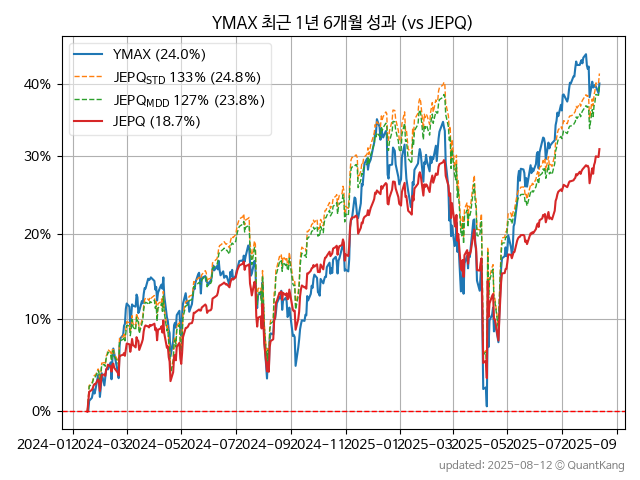 YMAX 최근 1년 6개월 성과 (vs JEPQ)
YMAX (24.0%)
JEPQSTD 133% (24.8%)
JEPQMDD 127% (23.8%)
JEPQ (18.7%)
40%
30%
20%
10%
0%
2024-01 2024-03 2024-05 2024-07 2024-09 2024-11 2025-01 2025-03 2025-05 2025-07 2025-09
updated: 2025-08-12 © QuantKang